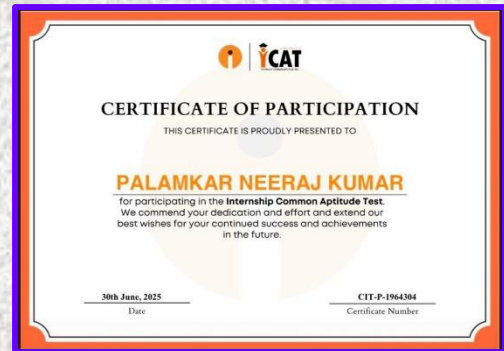 iCAT
CERTIFICATE OF PARTICIPATION
THIS CERTIFICATE IS PROUDLY PRESENTED TO
PALAMKAR NEERAJ KUMAR
for participating in the Internship Common Aptitude Test.
We commend your dedication and effort and extend our
best wishes for your continued success and achievements
in the future.
30th June, 2025
Date
CIT-P-1964304
Certificate Number